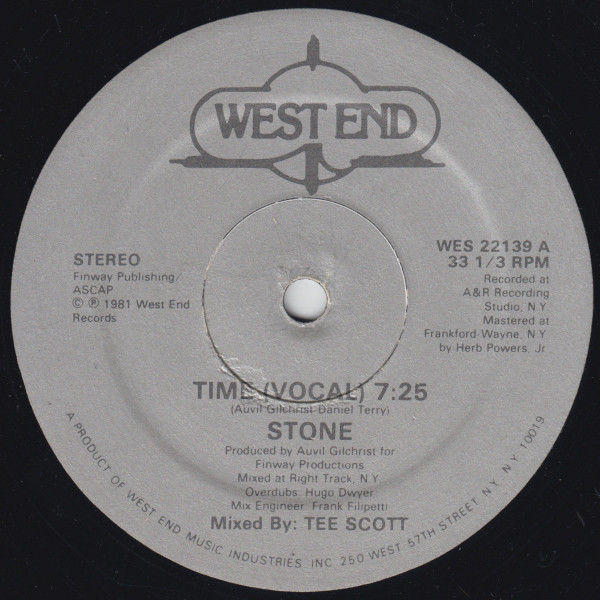 WEST END
STEREO
Finway Publishing/
ASCAP
© ℗ 1981 West End
Records
WES 22139 A
33 1/3 RPM
Recorded at
A&R Recording
Studio, N.Y.
Mastered at
Frankford-Wayne, N.Y.
by Herb Powers, Jr.
TIME (VOCAL) 7:25
(Auvil Gilchrist-Daniel Terry)
STONE
Produced by Auvil Gilchrist for
Finway Productions
Mixed at Right Track, N.Y.
Overdubs: Hugo Dwyer
Mix Engineer: Frank Filipetti
Mixed By: TEE SCOTT
A PRODUCT OF WEST END MUSIC INDUSTRIES, INC. 250 WEST 57TH STREET N.Y. N.Y. 10019